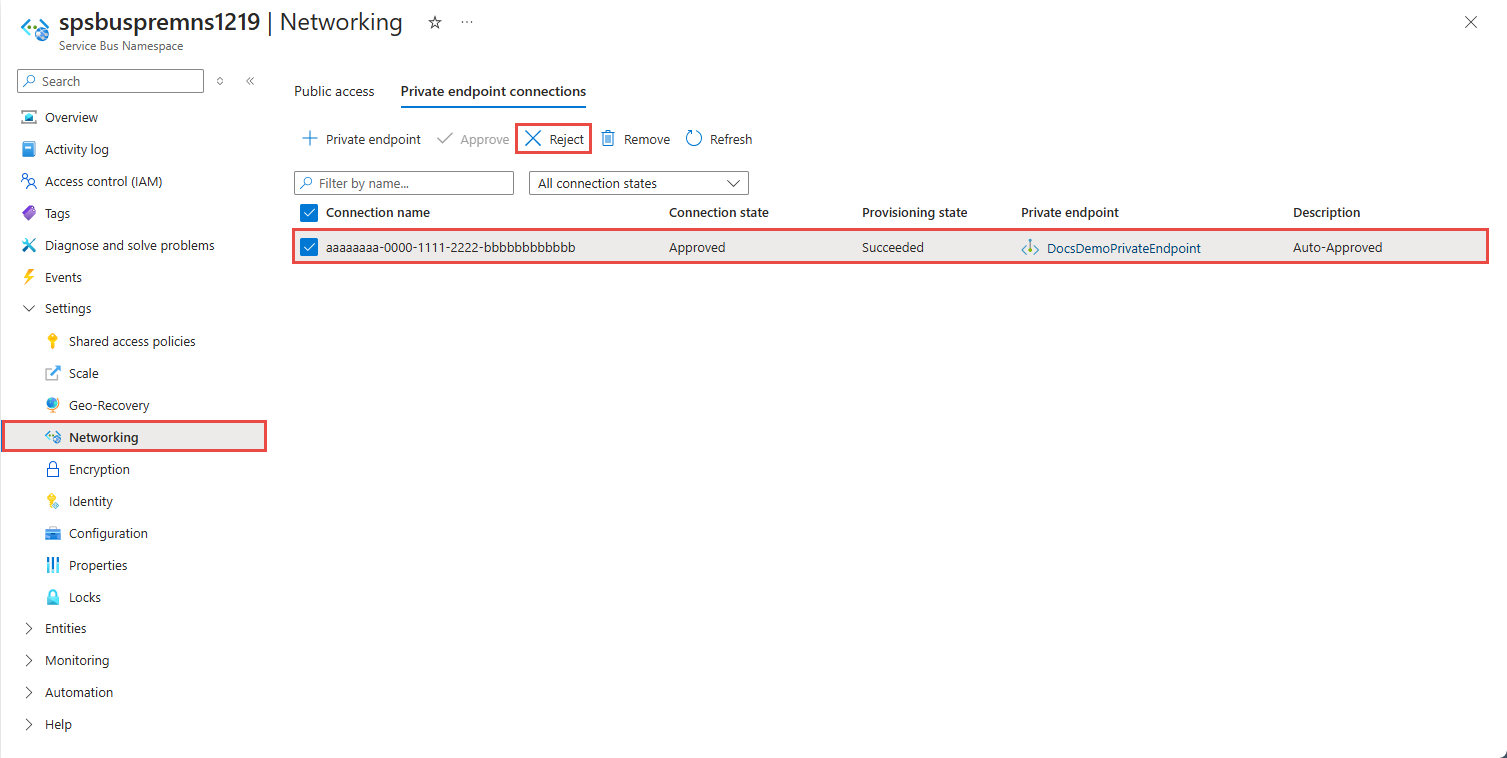 spsbuspremns1219 | Networking
Service Bus Namespace
Search
Overview
Activity log
Access control (IAM)
Tags
Diagnose and solve problems
Events
Settings
Shared access policies
Scale
Geo-Recovery
Networking
Encryption
Identity
Configuration
Properties
Locks
Entities
Monitoring
Automation
Help
Public access Private endpoint connections
Private endpoint Approve Reject Remove Refresh
Filter by name... All connection states
Connection name Connection state Provisioning state Private endpoint Description
aaaaaaaa-0000-1111-2222-bbbbbbbbbbbb Approved Succeeded DocsDemoPrivateEndpoint Auto-Approved